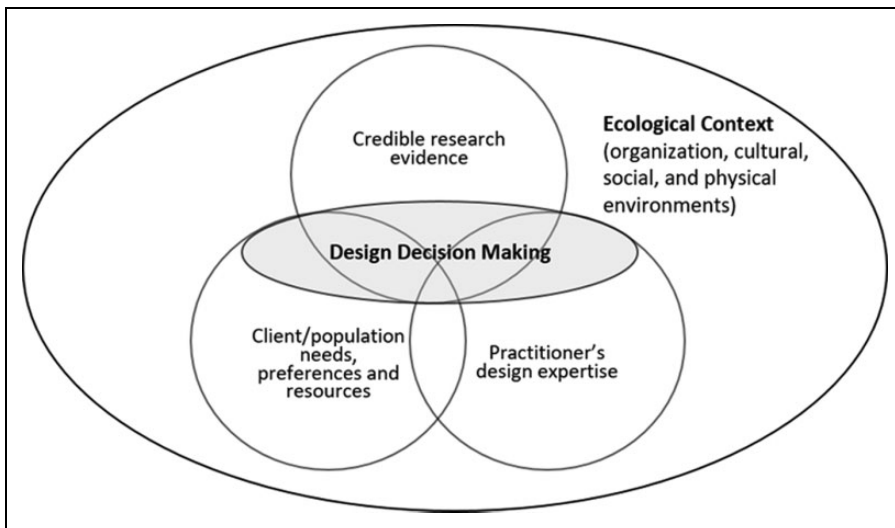 Credible research
evidence
Ecological Context
(organization, cultural,
social, and physical
environments)
Design Decision Making
Client/population
needs,
preferences and
resources
Practitioner's
design expertise